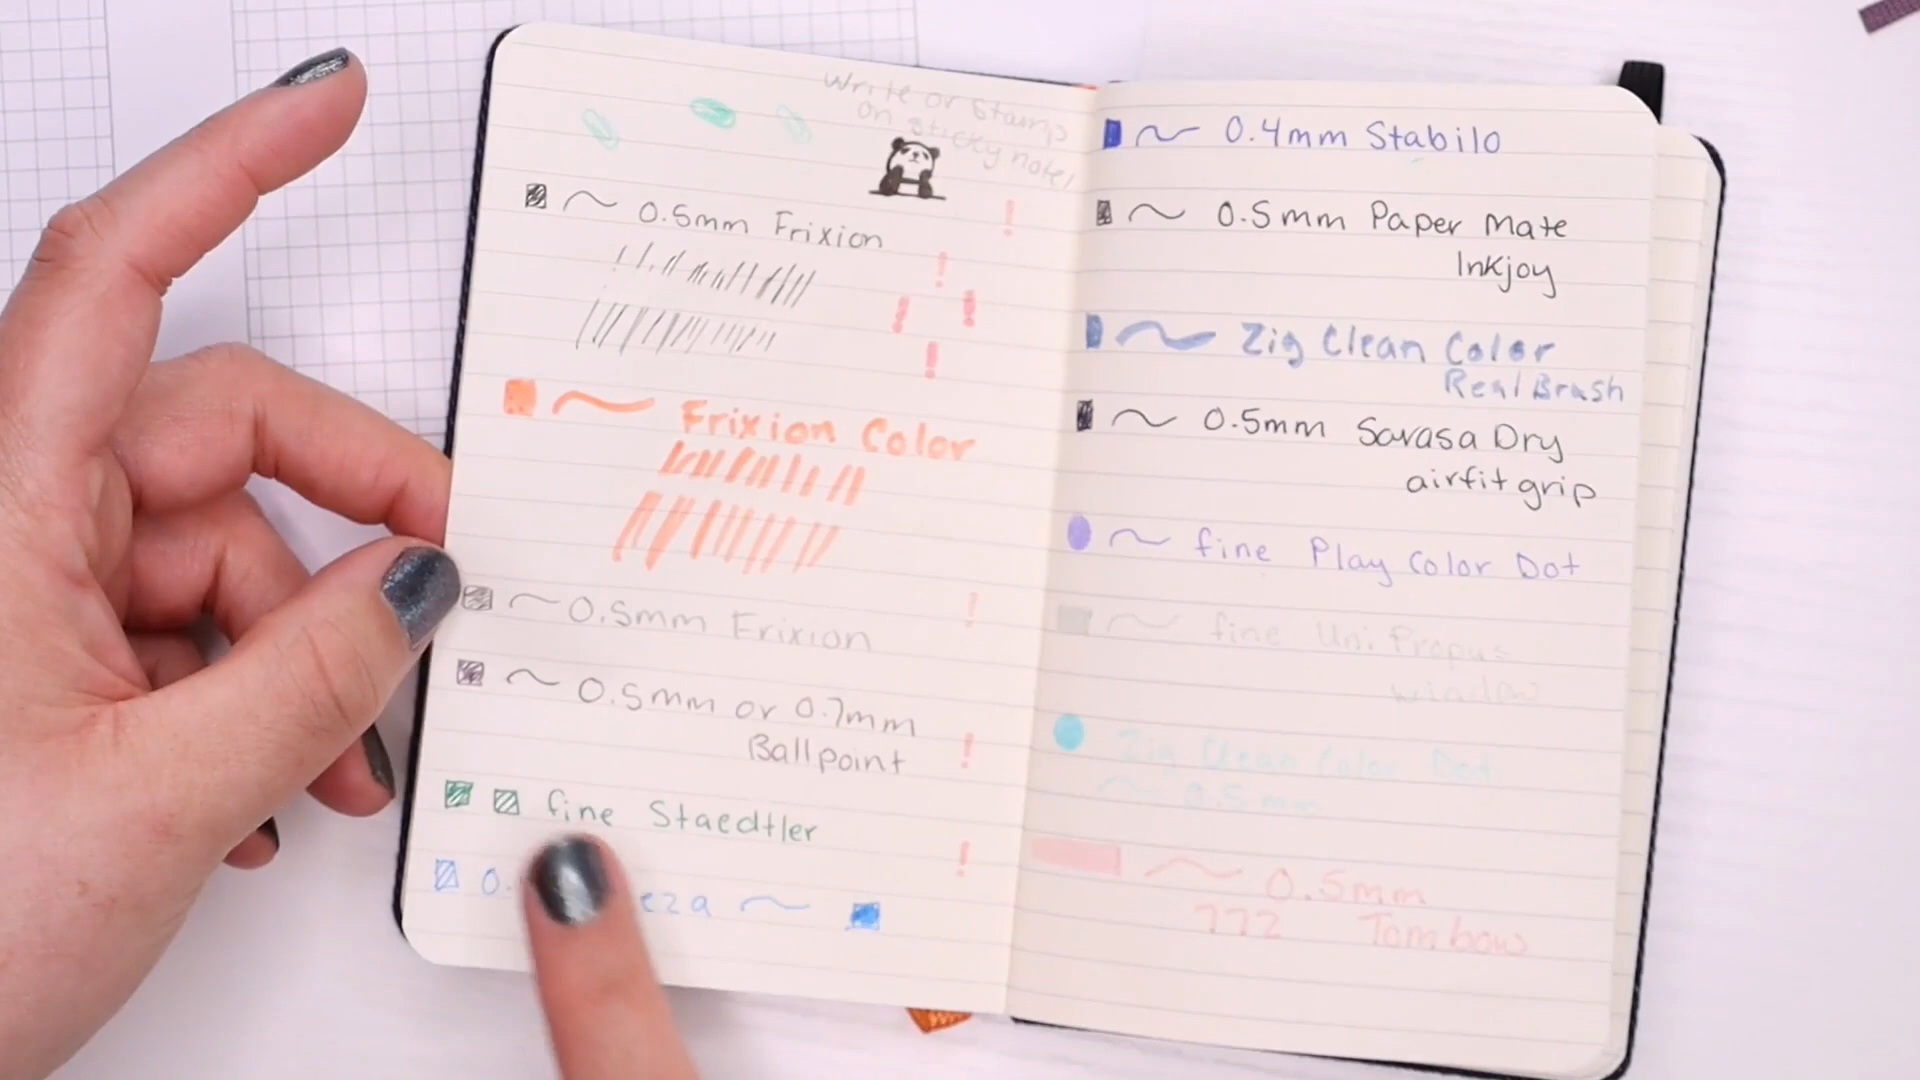 Write or Stamp
on sticky note!
0.5mm Frixion
!
!
! !
!
Frixion Color
0.5mm Frixion !
0.5mm or 0.7mm
Ballpoint !
fine Staedtler
!
0.4mm Stabilo
0.5mm Paper Mate
Inkjoy
Zig Clean Color
Real Brush
0.5mm Sarasa Dry
airfit grip
fine Play Color Dot
fine Uni. Propus
window
Zig Clean Color Dot
0.5mm
0.5mm
772 Tombow